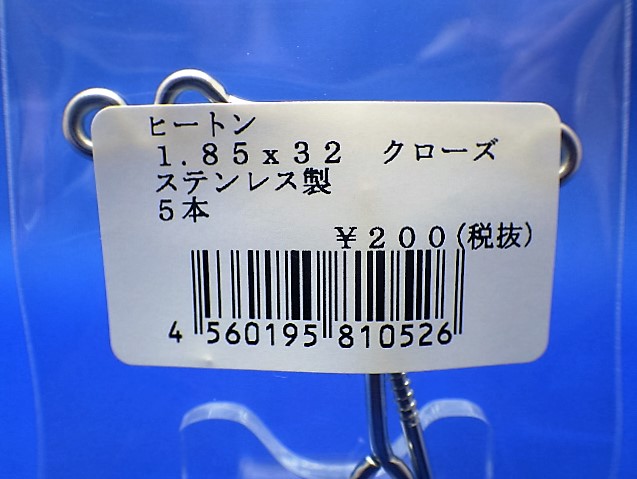 ヒートン
１．８５ｘ３２　クローズ
ステンレス製
５本
￥２００(税抜)
4 560195 810526